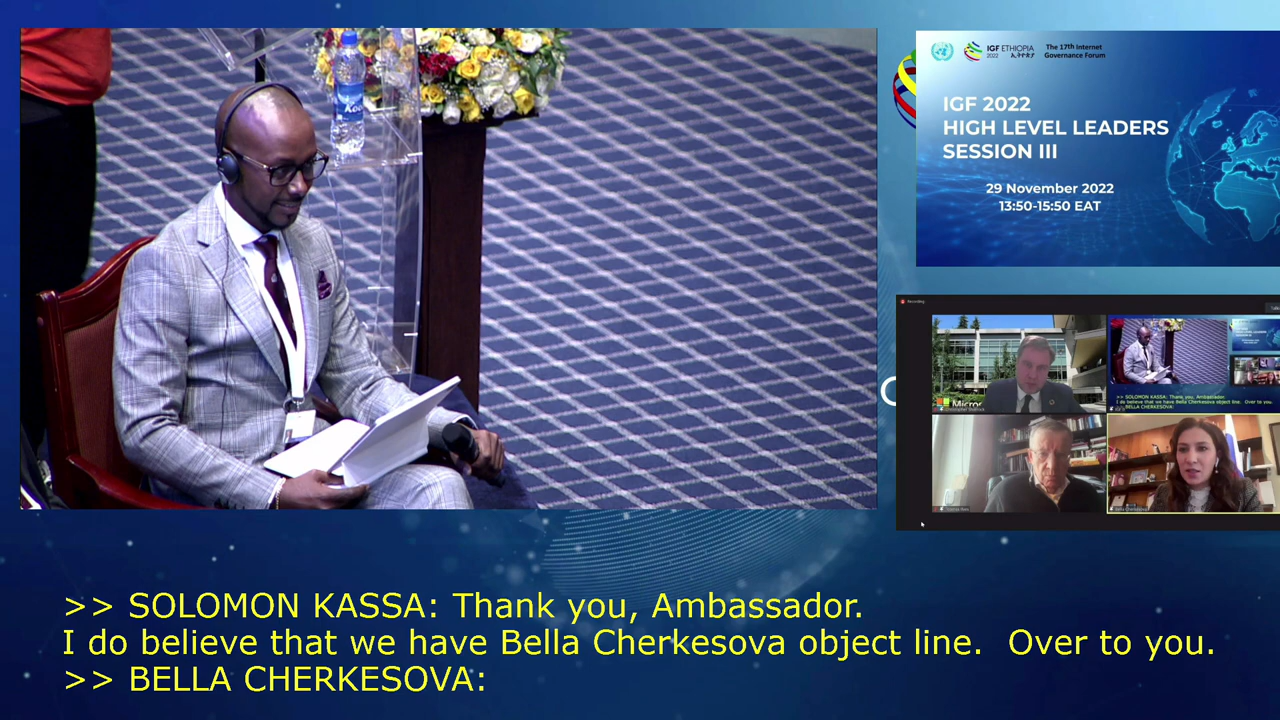 IGF ETHIOPIA
2022 ኢትዮጵያ
The 17th Internet
Governance Forum
IGF 2022
HIGH LEVEL LEADERS
SESSION III
29 November 2022
13:50-15:50 EAT
Recording
>> SOLOMON KASSA: Thank you, Ambassador.
I do believe that we have Bella Cherkesova object line. Over to you.
>> BELLA CHERKESOVA: